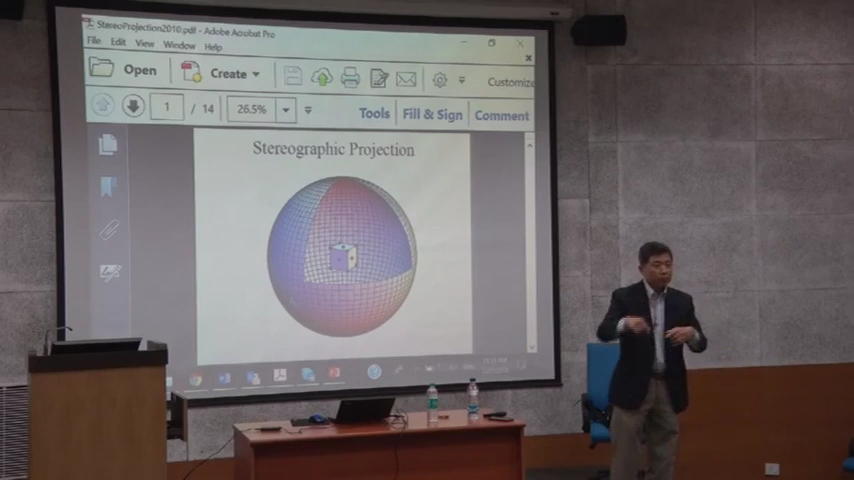 StereoProjection2010.pdf - Adobe Acrobat Pro
File Edit View Window Help
Open Create Customize
1 / 14 26.5% Tools Fill & Sign Comment
Stereographic Projection